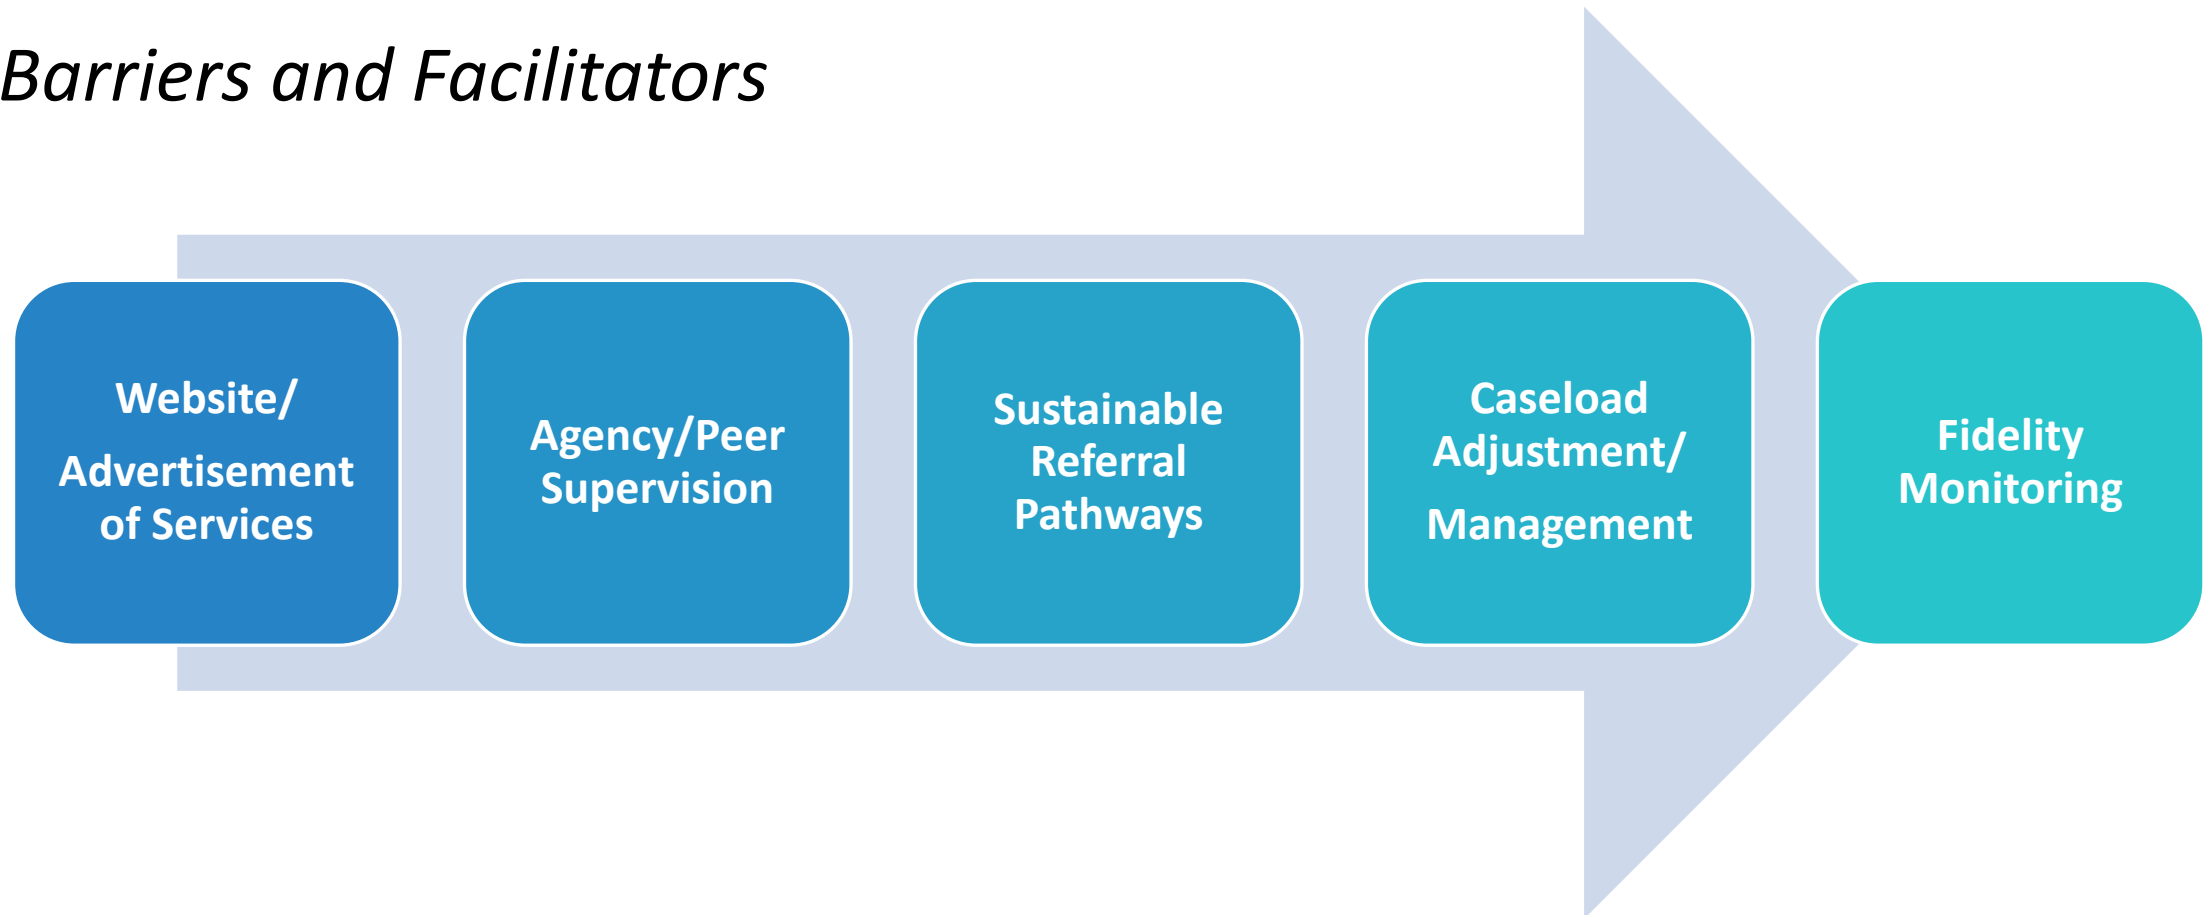 Barriers and Facilitators
Website/
Advertisement
of Services
Agency/Peer
Supervision
Sustainable
Referral
Pathways
Caseload
Adjustment/
Management
Fidelity
Monitoring